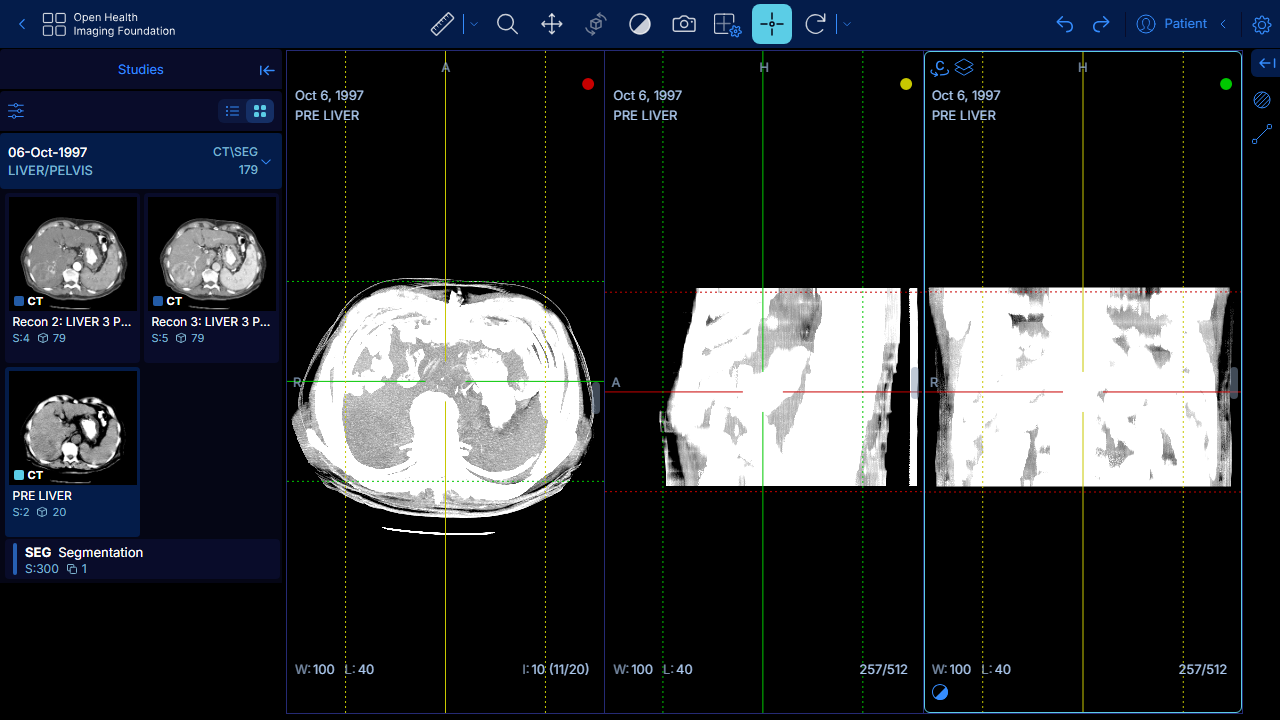 Open Health
Imaging Foundation
Patient
Studies
06-Oct-1997
CT\SEG
LIVER/PELVIS
179
CT
Recon 2: LIVER 3 P...
S:4 79
CT
Recon 3: LIVER 3 P...
S:5 79
CT
PRE LIVER
S:2 20
SEG Segmentation
S:300 1
A
Oct 6, 1997
PRE LIVER
R
W: 100 L: 40
I: 10 (11/20)
H
Oct 6, 1997
PRE LIVER
A
W: 100 L: 40
257/512
C
H
Oct 6, 1997
PRE LIVER
R
W: 100 L: 40
257/512